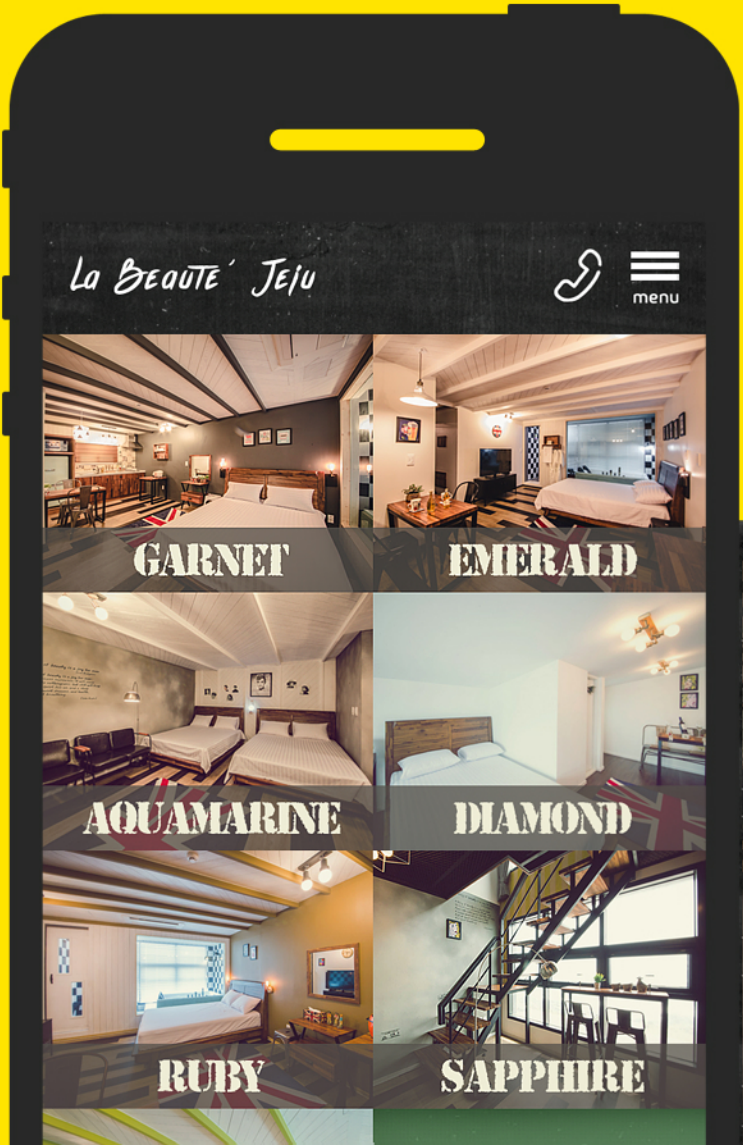 La Beauté Jeju
menu
GARNET
EMERALD
AQUAMARINE
DIAMOND
RUBY
SAPPHIRE